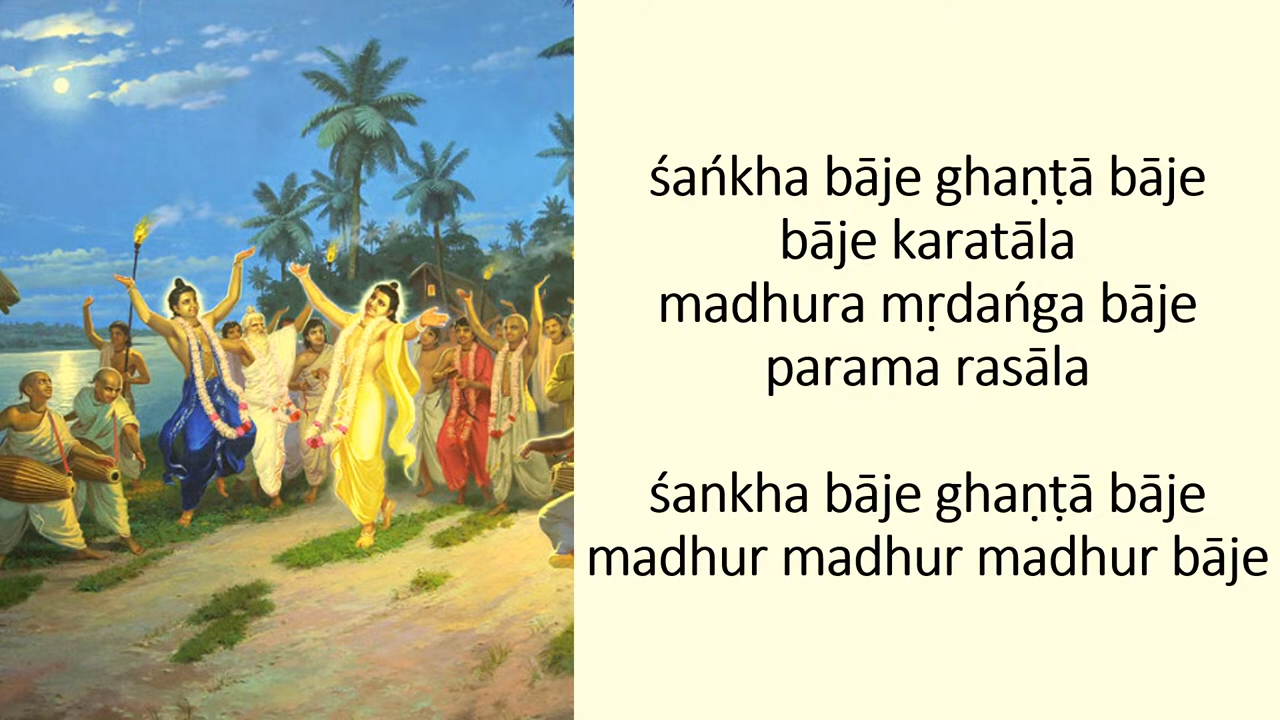 śańkha bāje ghaṇṭā bāje
bāje karatāla
madhura mṛdańga bāje
parama rasāla
śankha bāje ghaṇṭā bāje
madhur madhur madhur bāje